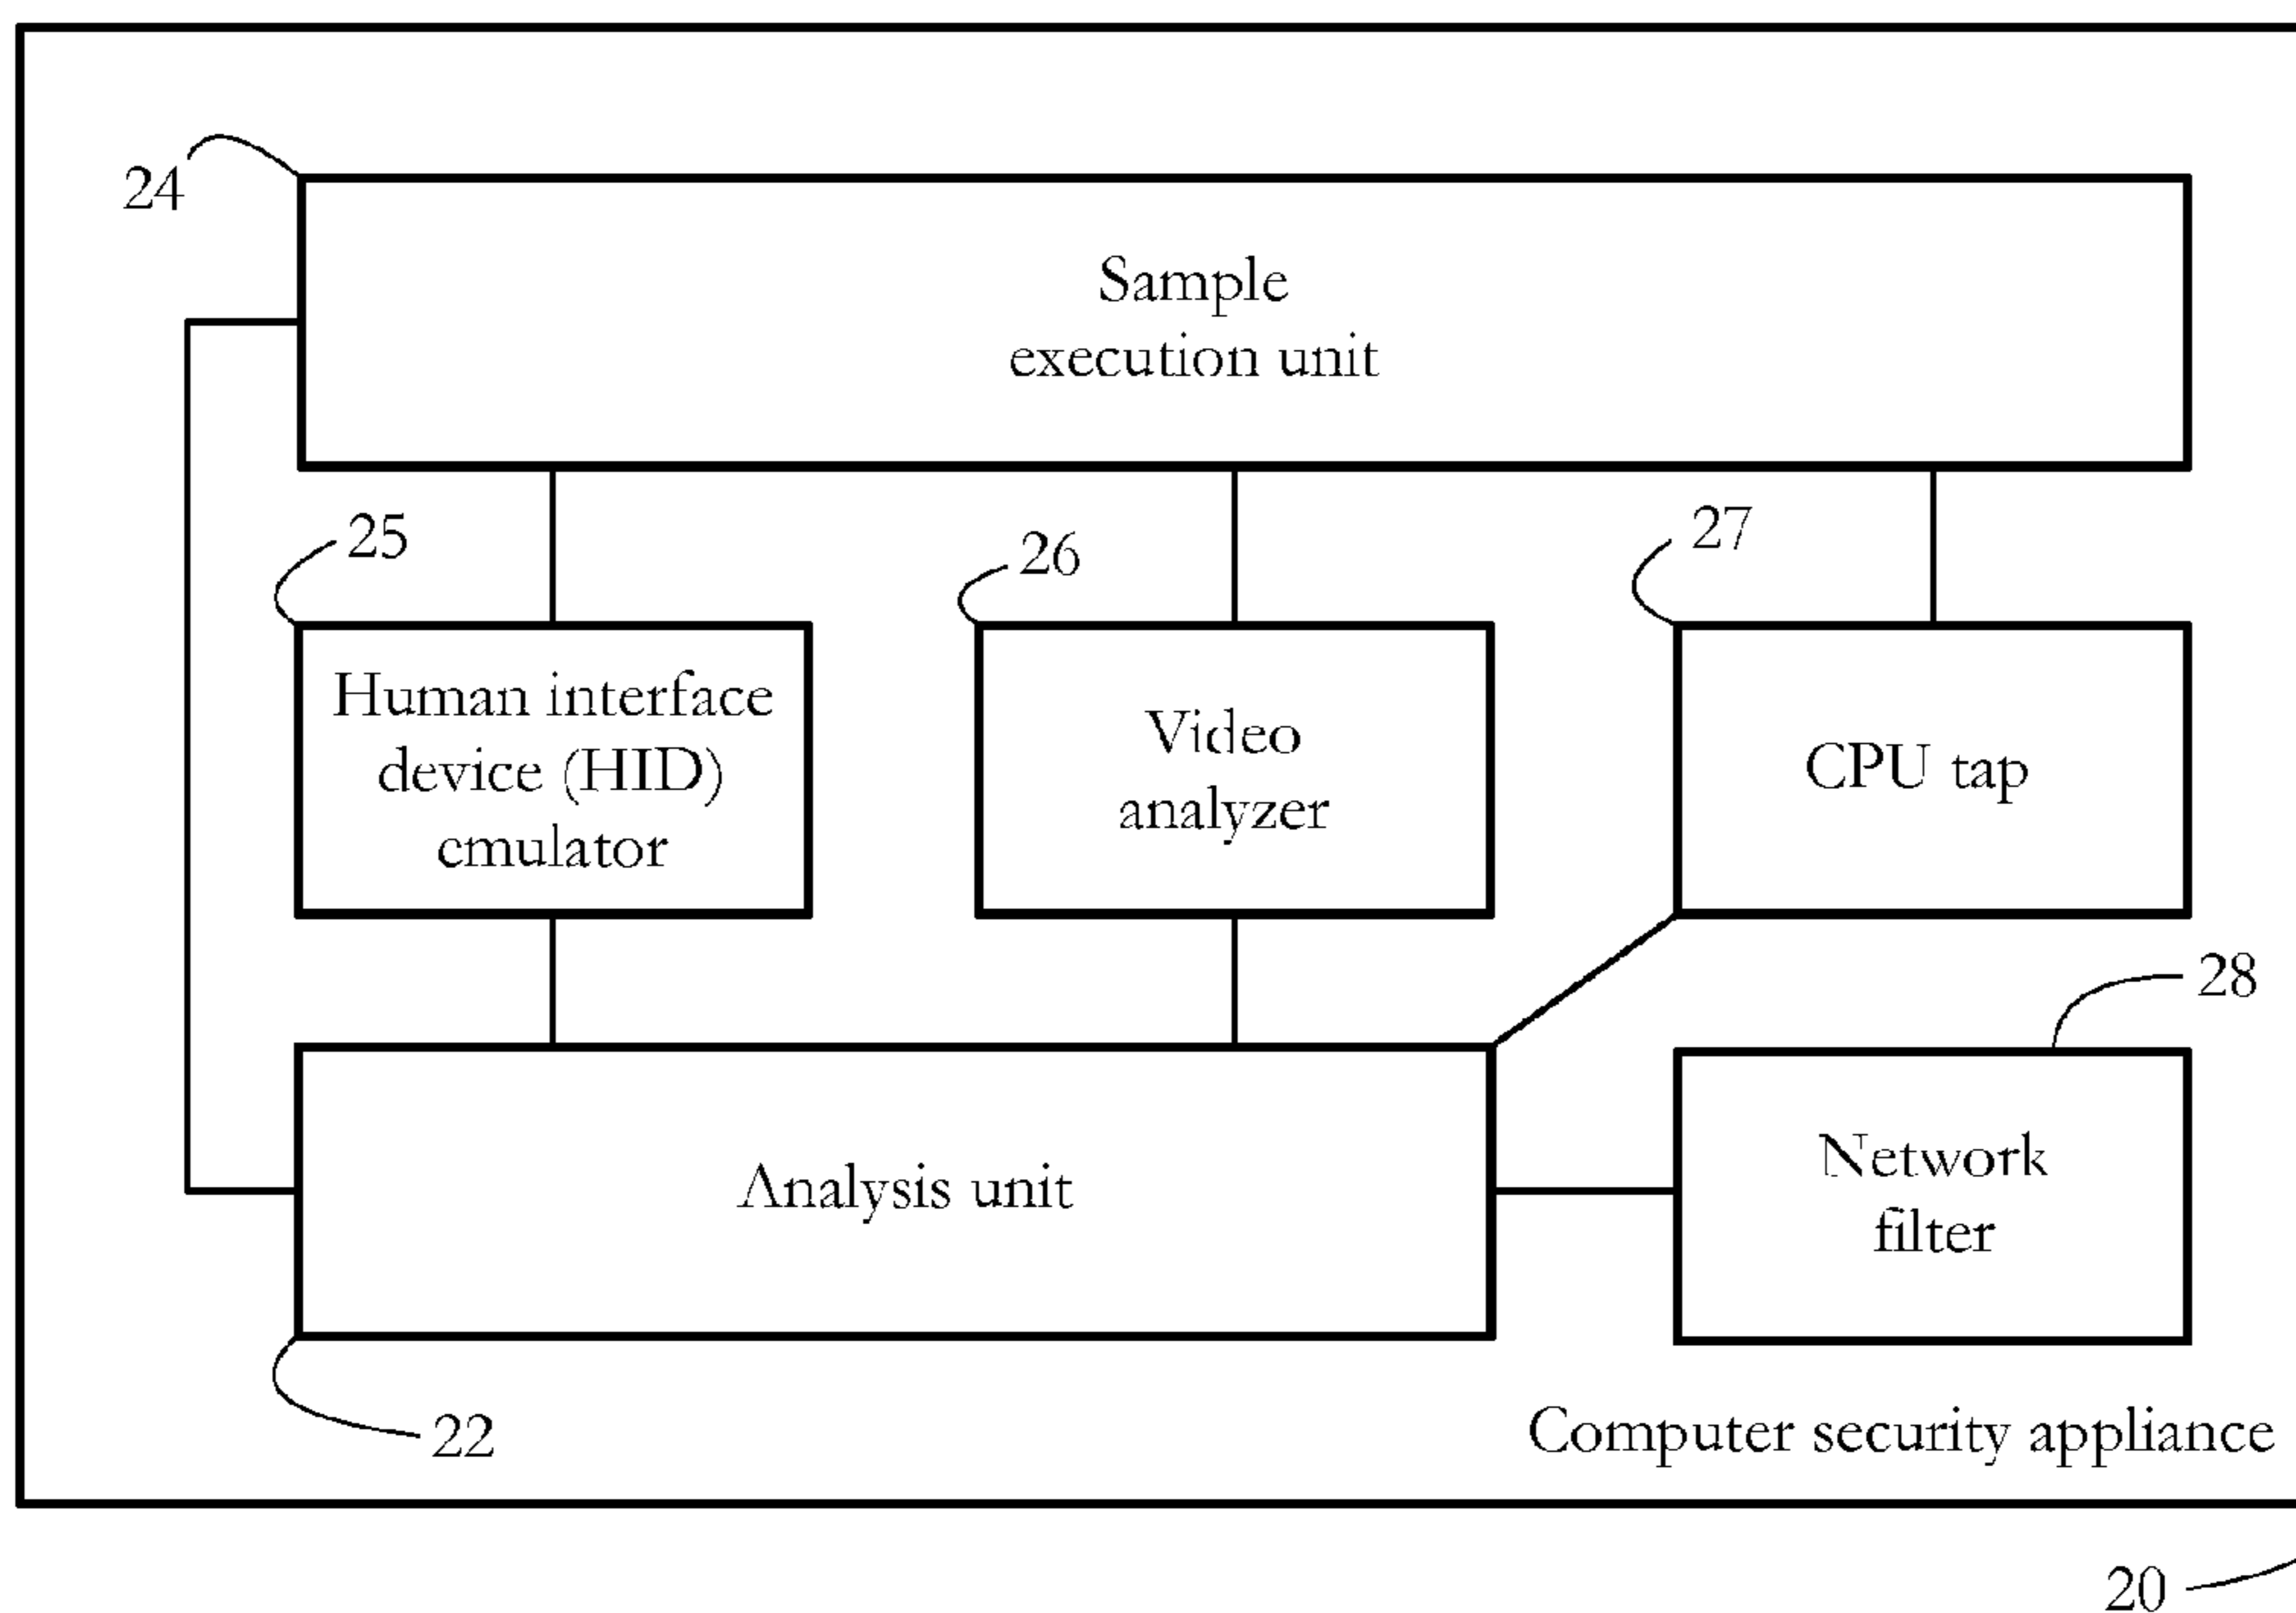 24
Sample
execution unit
25
26
27
Human interface
device (HID)
emulator
Video
analyzer
CPU tap
28
Analysis unit
Network
filter
22
Computer security appliance
20